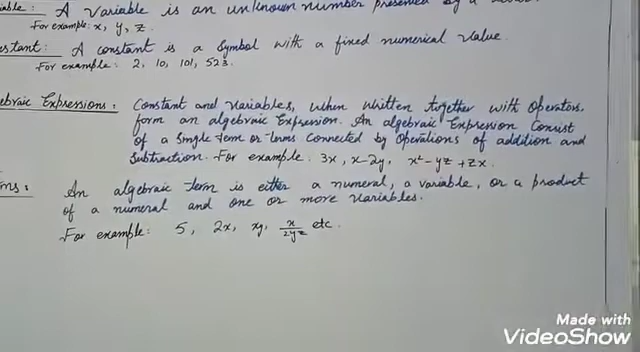 iable: A Variable is an unknown number presented by a
For example: x, y, z.
nstant: A constant is a Symbol with a fixed numerical Value.
For example: 2, 10, 101, 523.
ebraic Expressions: Constant and variables, when written together with Operators,
form an algebraic Expression. An algebraic Expression Consist
of a single term or terms Connected by Operations of addition and
Subtraction. For example: 3x, x-2y, x²-yz+zx.
ms: An algebraic term is either a numeral, a variable, or a product
of a numeral and one or more variables.
For example: 5, 2x, xy, x/2yz etc.
Made with
VideoShow